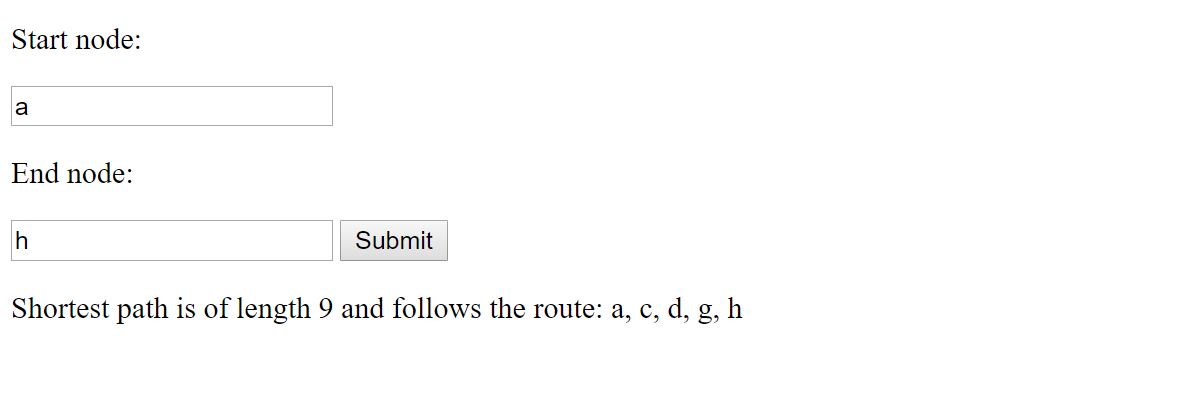 Start node:
a
End node:
h Submit
Shortest path is of length 9 and follows the route: a, c, d, g, h